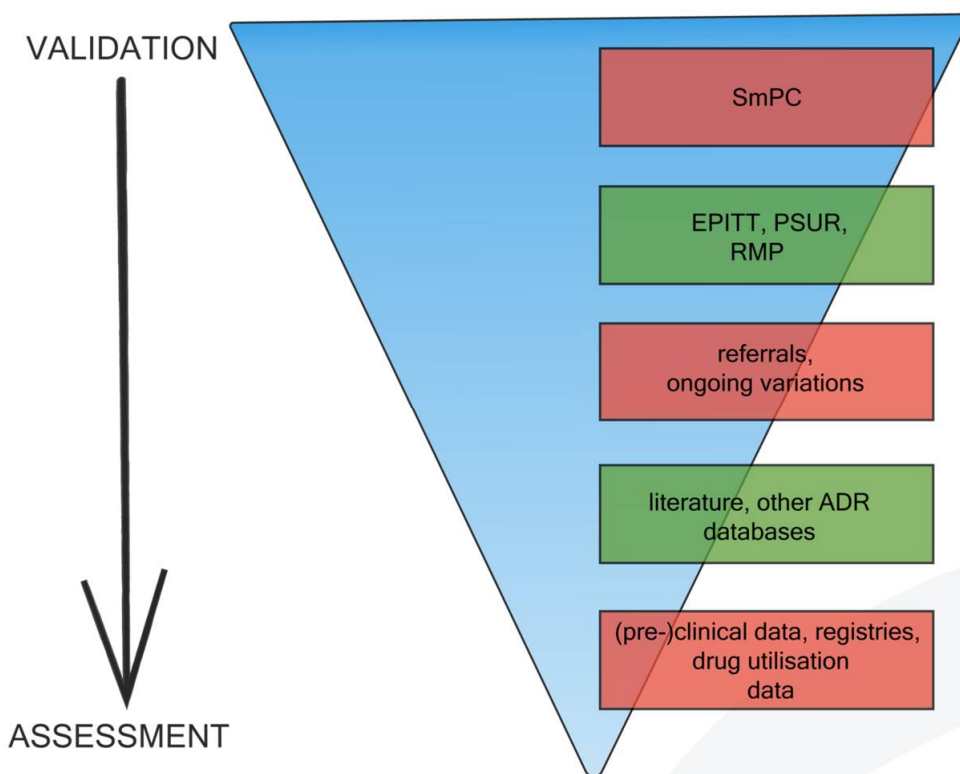 VALIDATION
SmPC
EPITT, PSUR,
RMP
referrals,
ongoing variations
literature, other ADR
databases
(pre-)clinical data, registries,
drug utilisation
data
ASSESSMENT